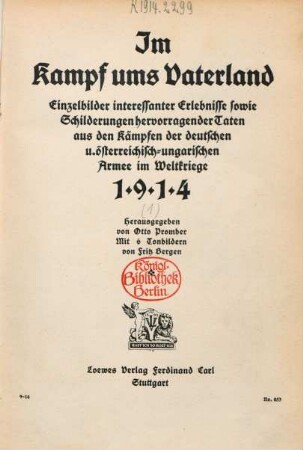 K 1914.2299
Im
Kampf ums Vaterland
Einzelbilder interessanter Erlebnisse sowie
Schilderungen hervorragender Taten
aus den Kämpfen der deutschen
u. österreichisch-ungarischen
Armee im Weltkriege
1·9·1·4
(1)
Herausgegeben
von Otto Promber
Mit 6 Tonbildern
von Fritz Bergen
Königl.
Bibliothek
Berlin
Loewes Verlag Ferdinand Carl
Stuttgart